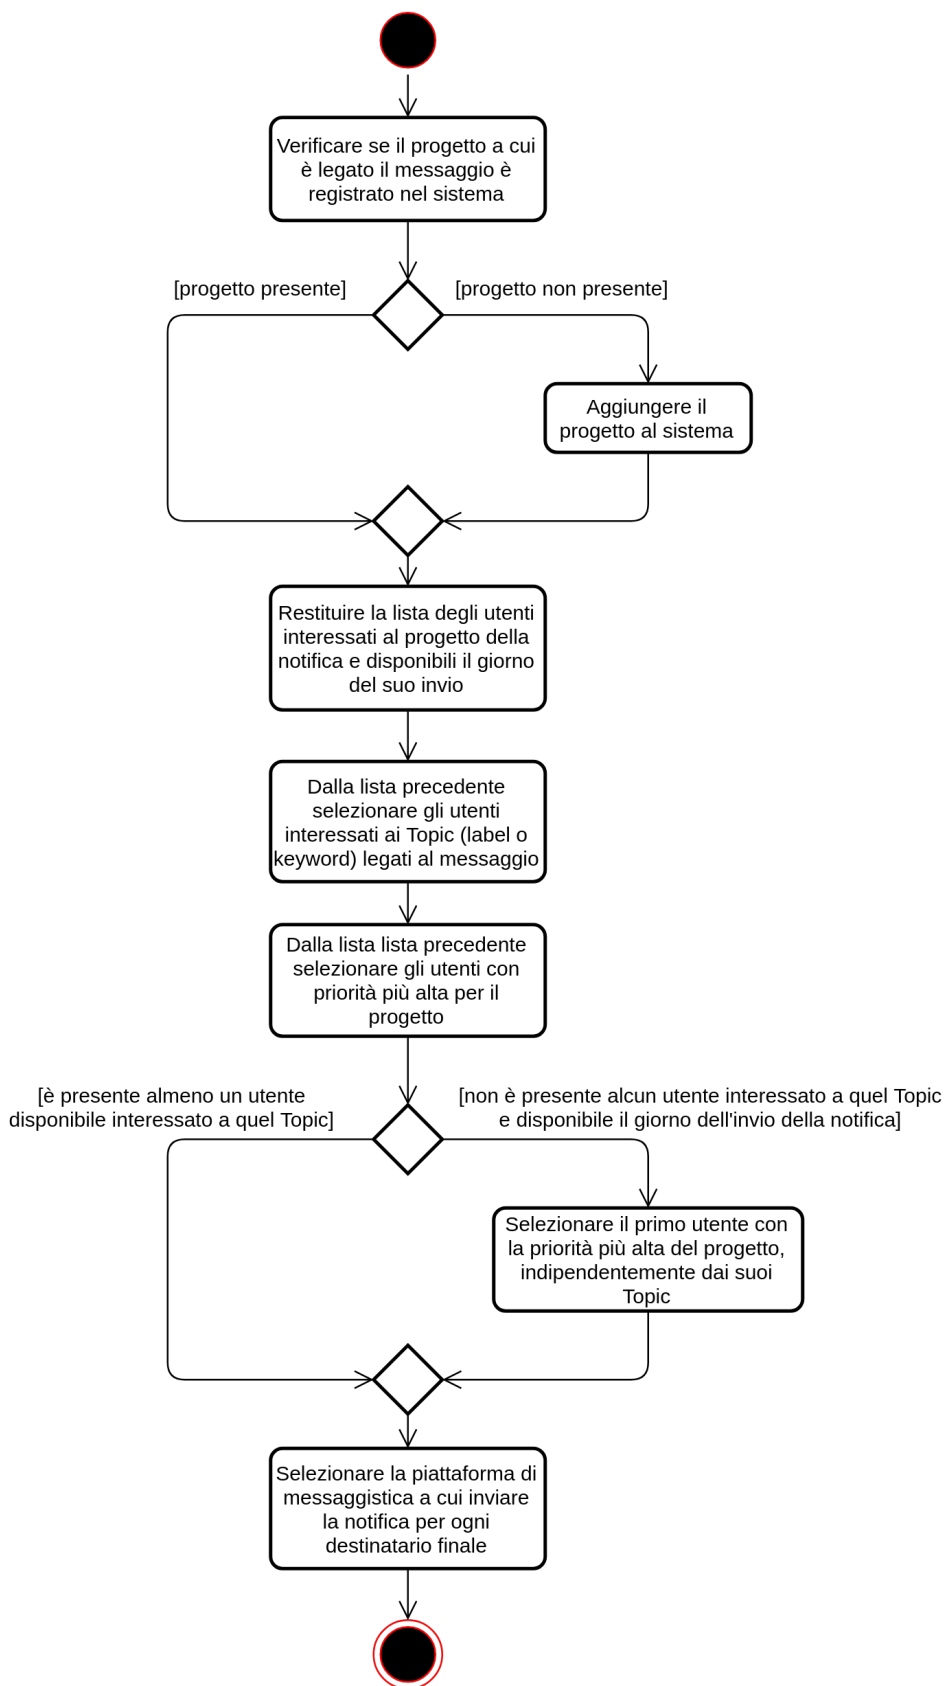 Verificare se il progetto a cui
è legato il messaggio è
registrato nel sistema
[progetto presente]
[progetto non presente]
Aggiungere il
progetto al sistema
Restituire la lista degli utenti
interessati al progetto della
notifica e disponibili il giorno
del suo invio
Dalla lista precedente
selezionare gli utenti
interessati ai Topic (label o
keyword) legati al messaggio
Dalla lista lista precedente
selezionare gli utenti con
priorità più alta per il
progetto
[è presente almeno un utente
disponibile interessato a quel Topic]
[non è presente alcun utente interessato a quel Topic
e disponibile il giorno dell'invio della notifica]
Selezionare il primo utente con
la priorità più alta del progetto,
indipendentemente dai suoi
Topic
Selezionare la piattaforma di
messaggistica a cui inviare
la notifica per ogni
destinatario finale